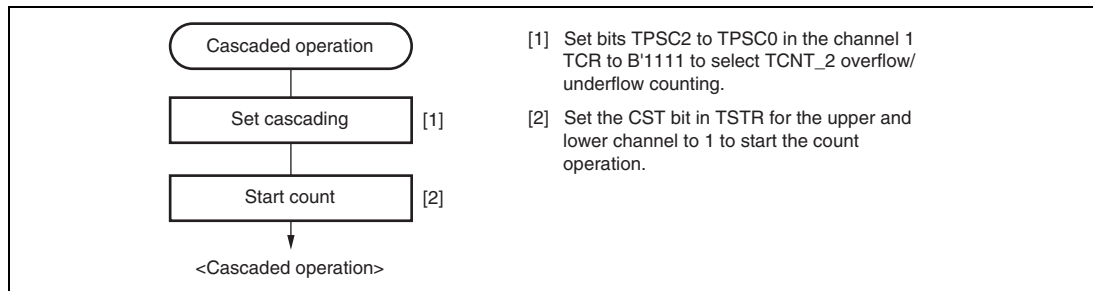 Cascaded operation
Set cascading
[1]
Start count
[2]
<Cascaded operation>
[1] Set bits TPSC2 to TPSC0 in the channel 1
TCR to B'1111 to select TCNT_2 overflow/
underflow counting.
[2] Set the CST bit in TSTR for the upper and
lower channel to 1 to start the count
operation.